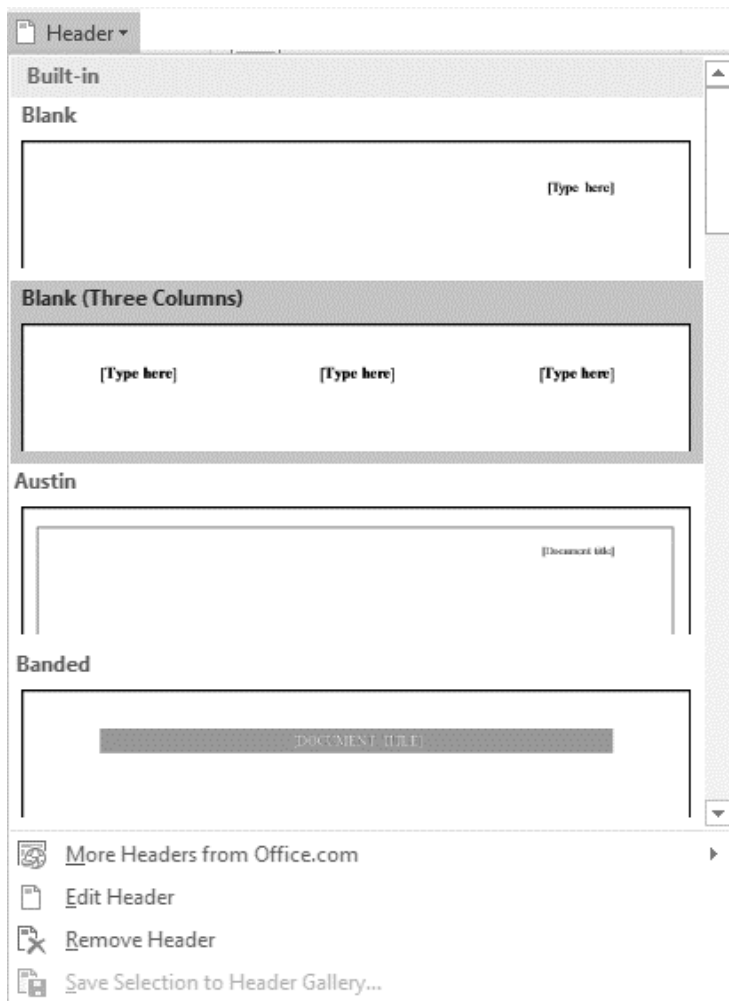 Header
Built-in
Blank
[Type here]
Blank (Three Columns)
[Type here] [Type here] [Type here]
Austin
[Document title]
Banded
[DOCUMENT TITLE]
More Headers from Office.com
Edit Header
Remove Header
Save Selection to Header Gallery...